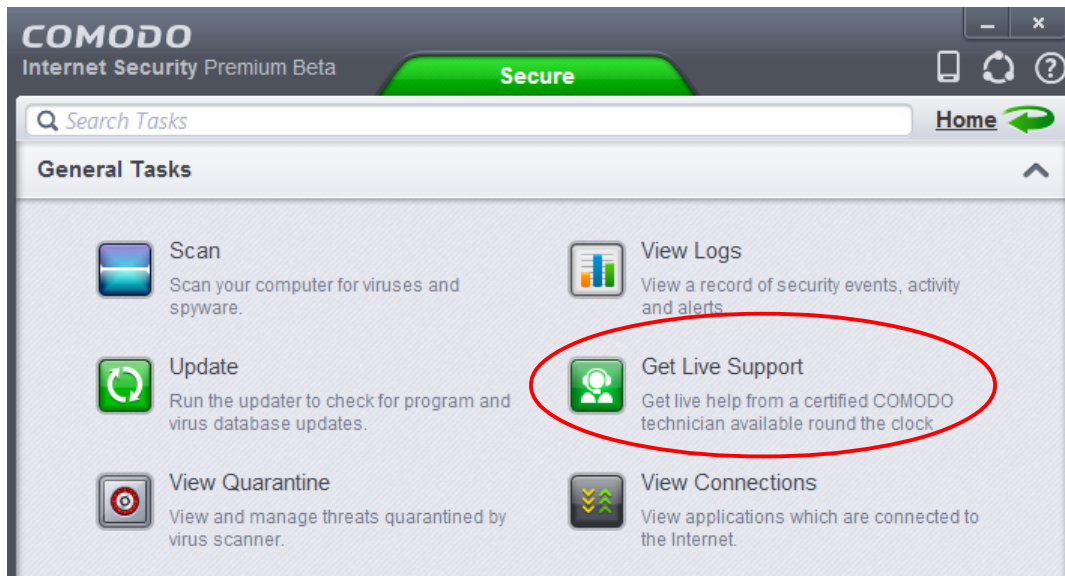 COMODO
Internet Security Premium Beta
Secure
Search Tasks
Home
General Tasks
Scan
Scan your computer for viruses and
spyware.
View Logs
View a record of security events, activity
and alerts.
Update
Run the updater to check for program and
virus database updates.
Get Live Support
Get live help from a certified COMODO
technician available round the clock
View Quarantine
View and manage threats quarantined by
virus scanner.
View Connections
View applications which are connected to
the Internet.